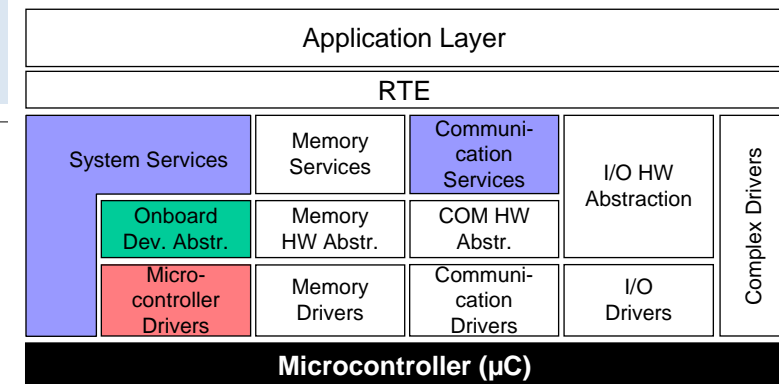 Application Layer
RTE
System Services
Memory
Services
Communi-
cation
Services
I/O HW
Abstraction
Complex Drivers
Onboard
Dev. Abstr.
Memory
HW Abstr.
COM HW
Abstr.
Micro-
controller
Drivers
Memory
Drivers
Communi-
cation
Drivers
I/O
Drivers
Microcontroller (µC)